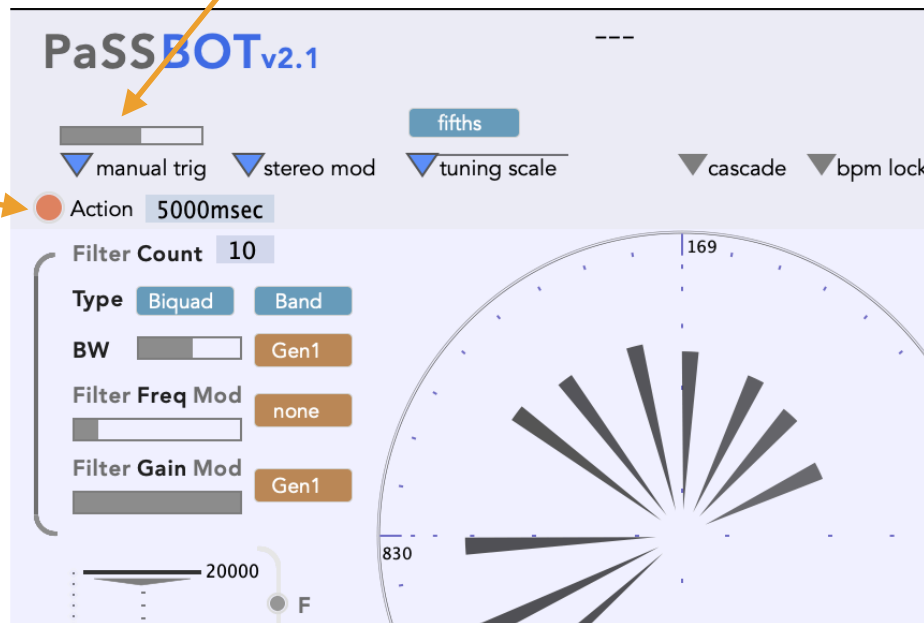 PaSSBOTv2.1
---
fifths
manual trig stereo mod tuning scale cascade bpm lock
Action 5000msec
Filter Count 10
169
Type Biquad Band
BW Gen1
Filter Freq Mod
none
Filter Gain Mod
Gen1
830
20000
F